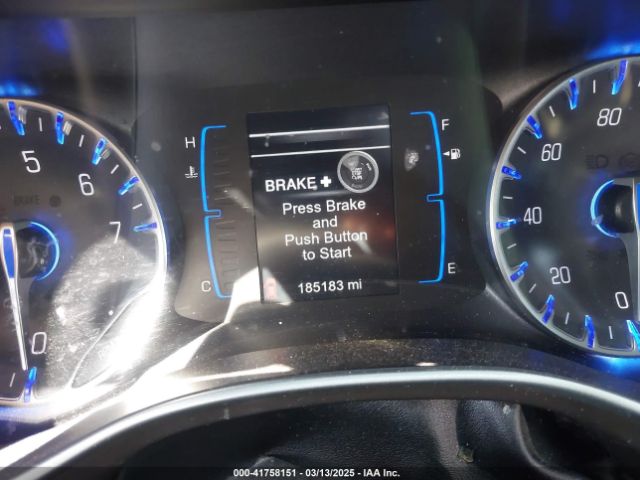 5
6
7
0
BRAKE
H
C
BRAKE +
Press Brake
and
Push Button
to Start
185183 mi
F
E
80
60
40
20
0
000-41758151 — 03/13/2025 — IAA Inc.